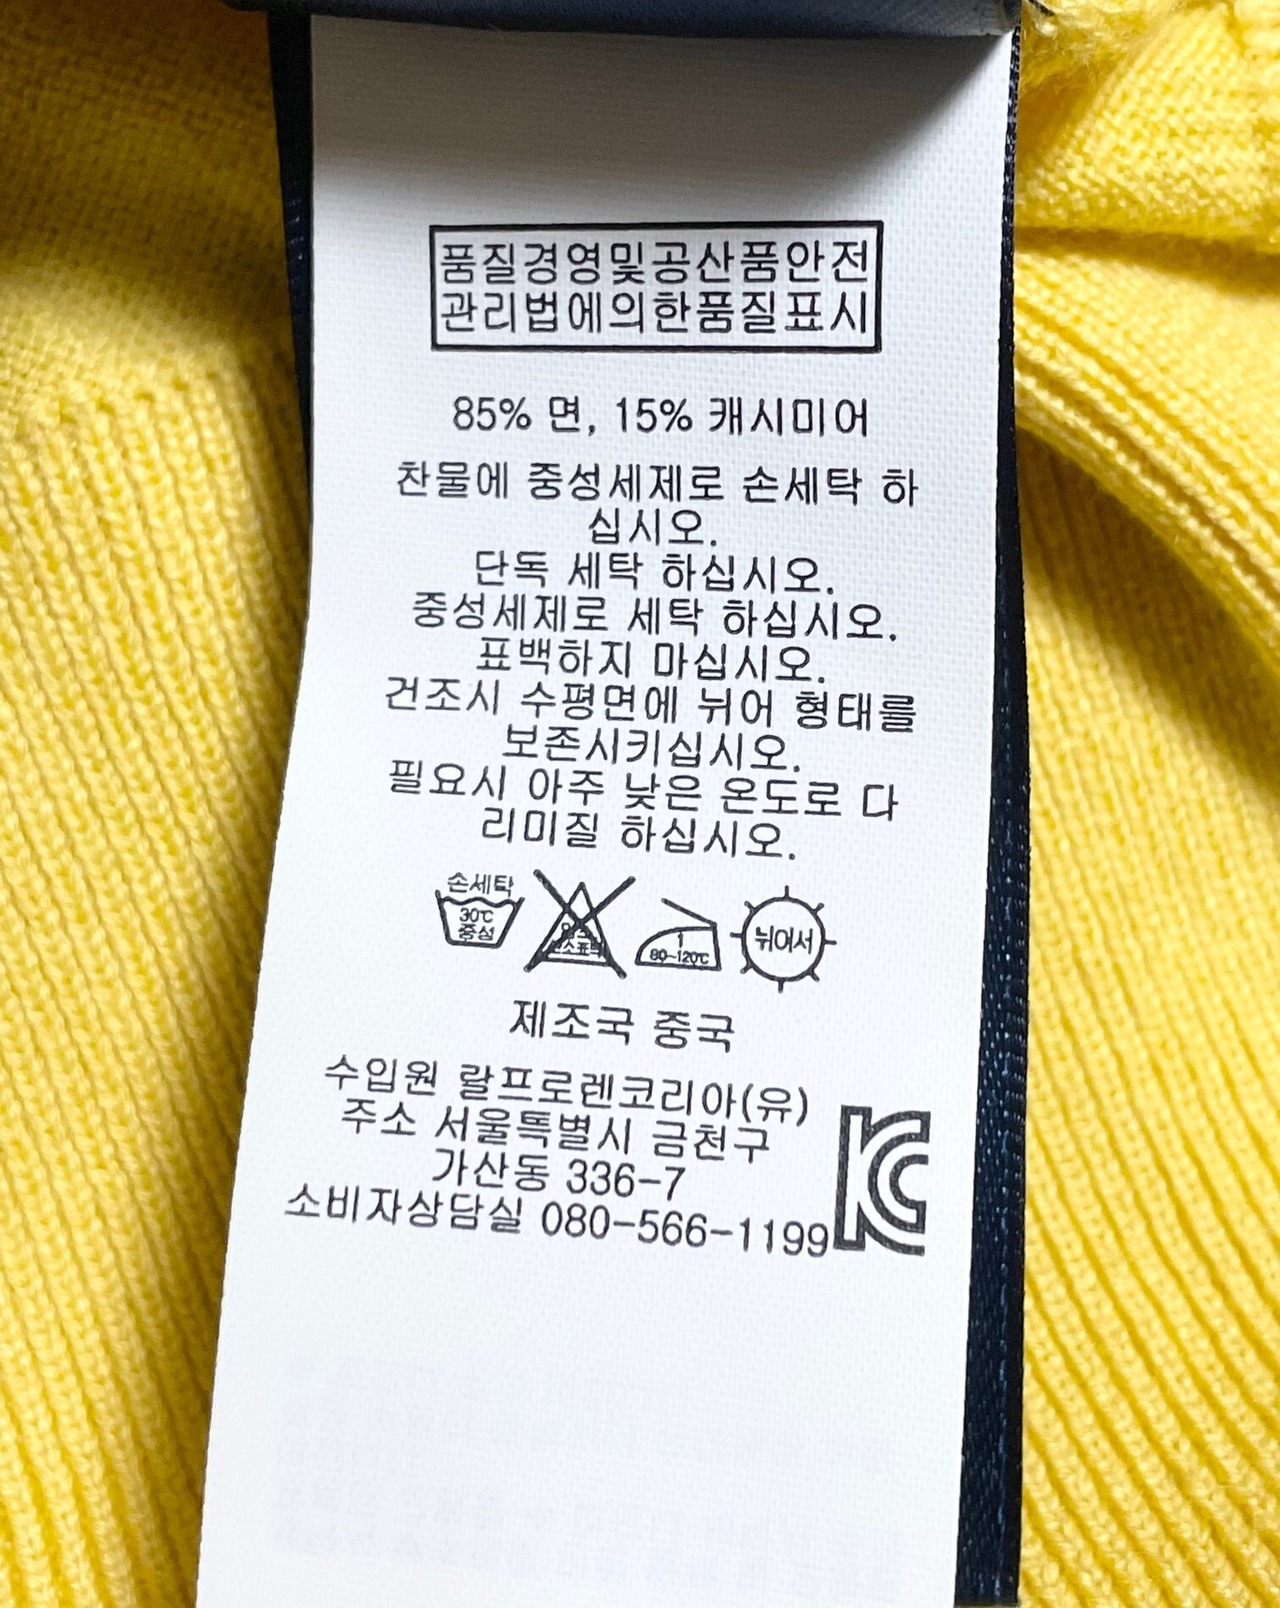 품질경영및공산품안전
관리법에의한품질표시
85% 면, 15% 캐시미어
찬물에 중성세제로 손세탁 하
십시오.
단독 세탁 하십시오.
중성세제로 세탁 하십시오.
표백하지 마십시오.
건조시 수평면에 뉘어 형태를
보존시키십시오.
필요시 아주 낮은 온도로 다
리미질 하십시오.
손세탁
30℃
중성
80~120℃
뉘어서
제조국 중국
수입원 랄프로렌코리아(유)
주소 서울특별시 금천구
가산동 336-7
소비자상담실 080-566-1199
KC